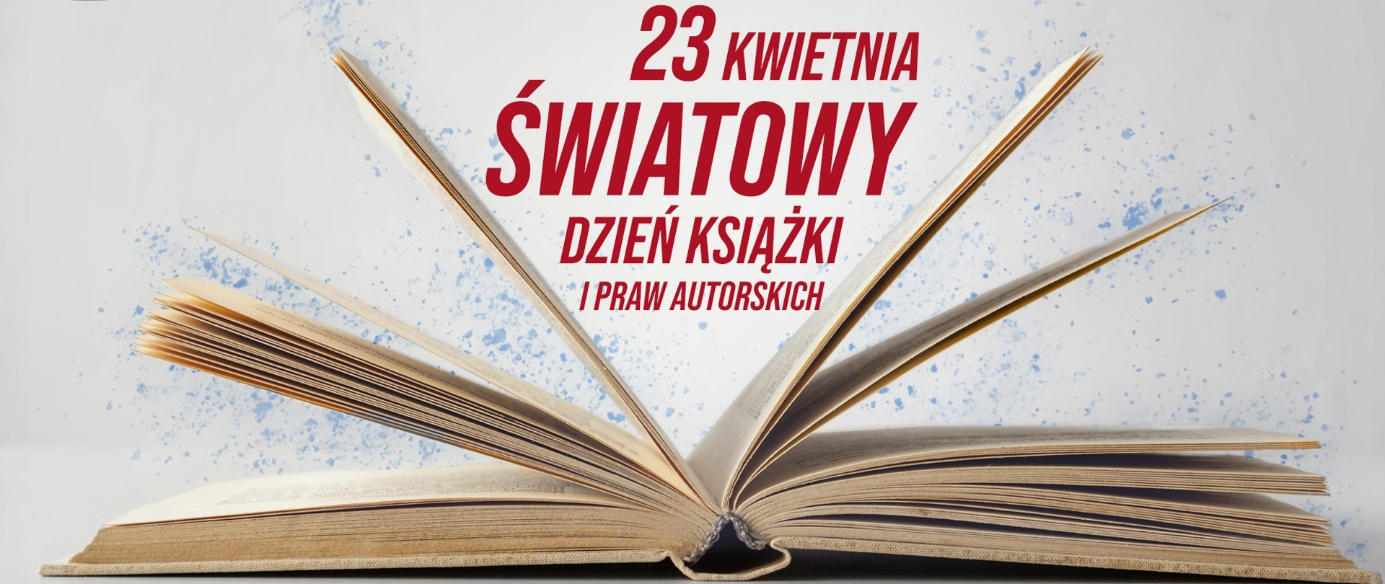 23 KWIETNIA
ŚWIATOWY
DZIEŃ KSIĄŻKI
I PRAW AUTORSKICH